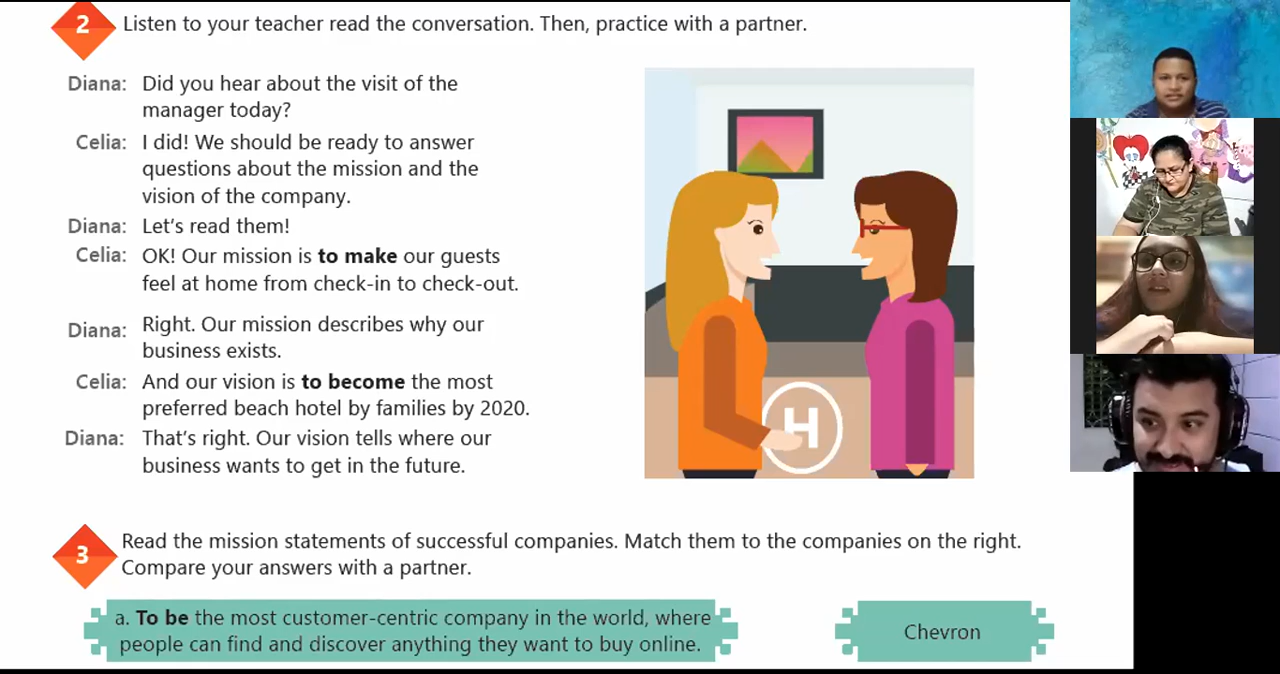 2 Listen to your teacher read the conversation. Then, practice with a partner.
Diana: Did you hear about the visit of the
manager today?
Celia: I did! We should be ready to answer
questions about the mission and the
vision of the company.
Diana: Let's read them!
Celia: OK! Our mission is to make our guests
feel at home from check-in to check-out.
Diana: Right. Our mission describes why our
business exists.
Celia: And our vision is to become the most
preferred beach hotel by families by 2020.
Diana: That's right. Our vision tells where our
business wants to get in the future.
H
3 Read the mission statements of successful companies. Match them to the companies on the right.
Compare your answers with a partner.
a. To be the most customer-centric company in the world, where
people can find and discover anything they want to buy online.
Chevron